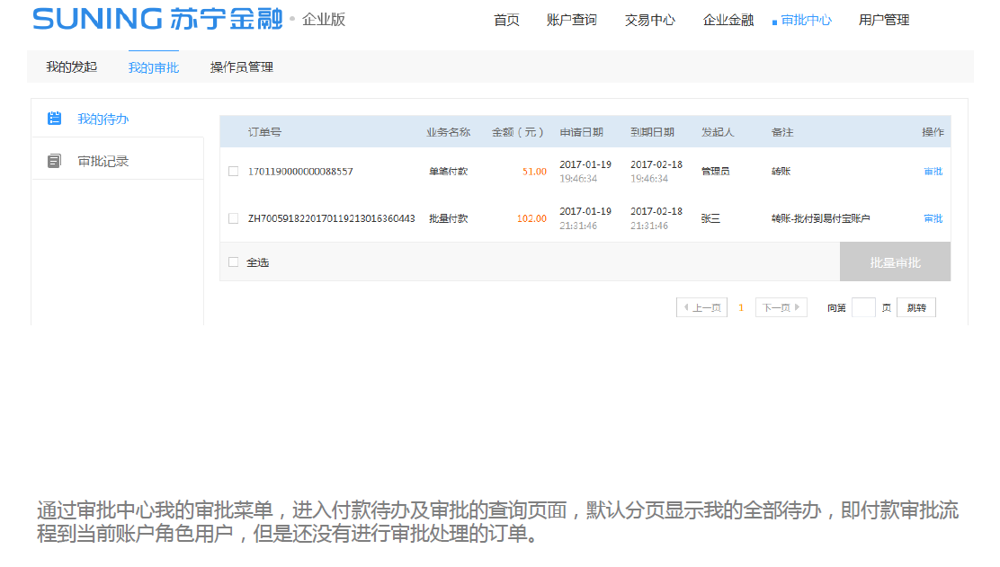 SUNING 苏宁金融 • 企业版 首页 账户查询 交易中心 企业金融 审批中心 用户管理
我的发起 我的审批 操作员管理
我的待办
审批记录
订单号 业务名称 金额（元） 申请日期 到期日期 发起人 备注 操作
1701190000000088557 单笔付款 51.00 2017-01-19 19:46:34 2017-02-18 19:46:34 管理员 转账 审批
ZH70059182201701192130163604​43 批量付款 102.00 2017-01-19 21:31:46 2017-02-18 21:31:46 张三 转账-批付到易付宝账户 审批
全选 批量审批
上一页 1 下一页 向第 页 跳转
通过审批中心我的审批菜单，进入付款待办及审批的查询页面，默认分页显示我的全部待办，即付款审批流
程到当前账户角色用户，但是还没有进行审批处理的订单。